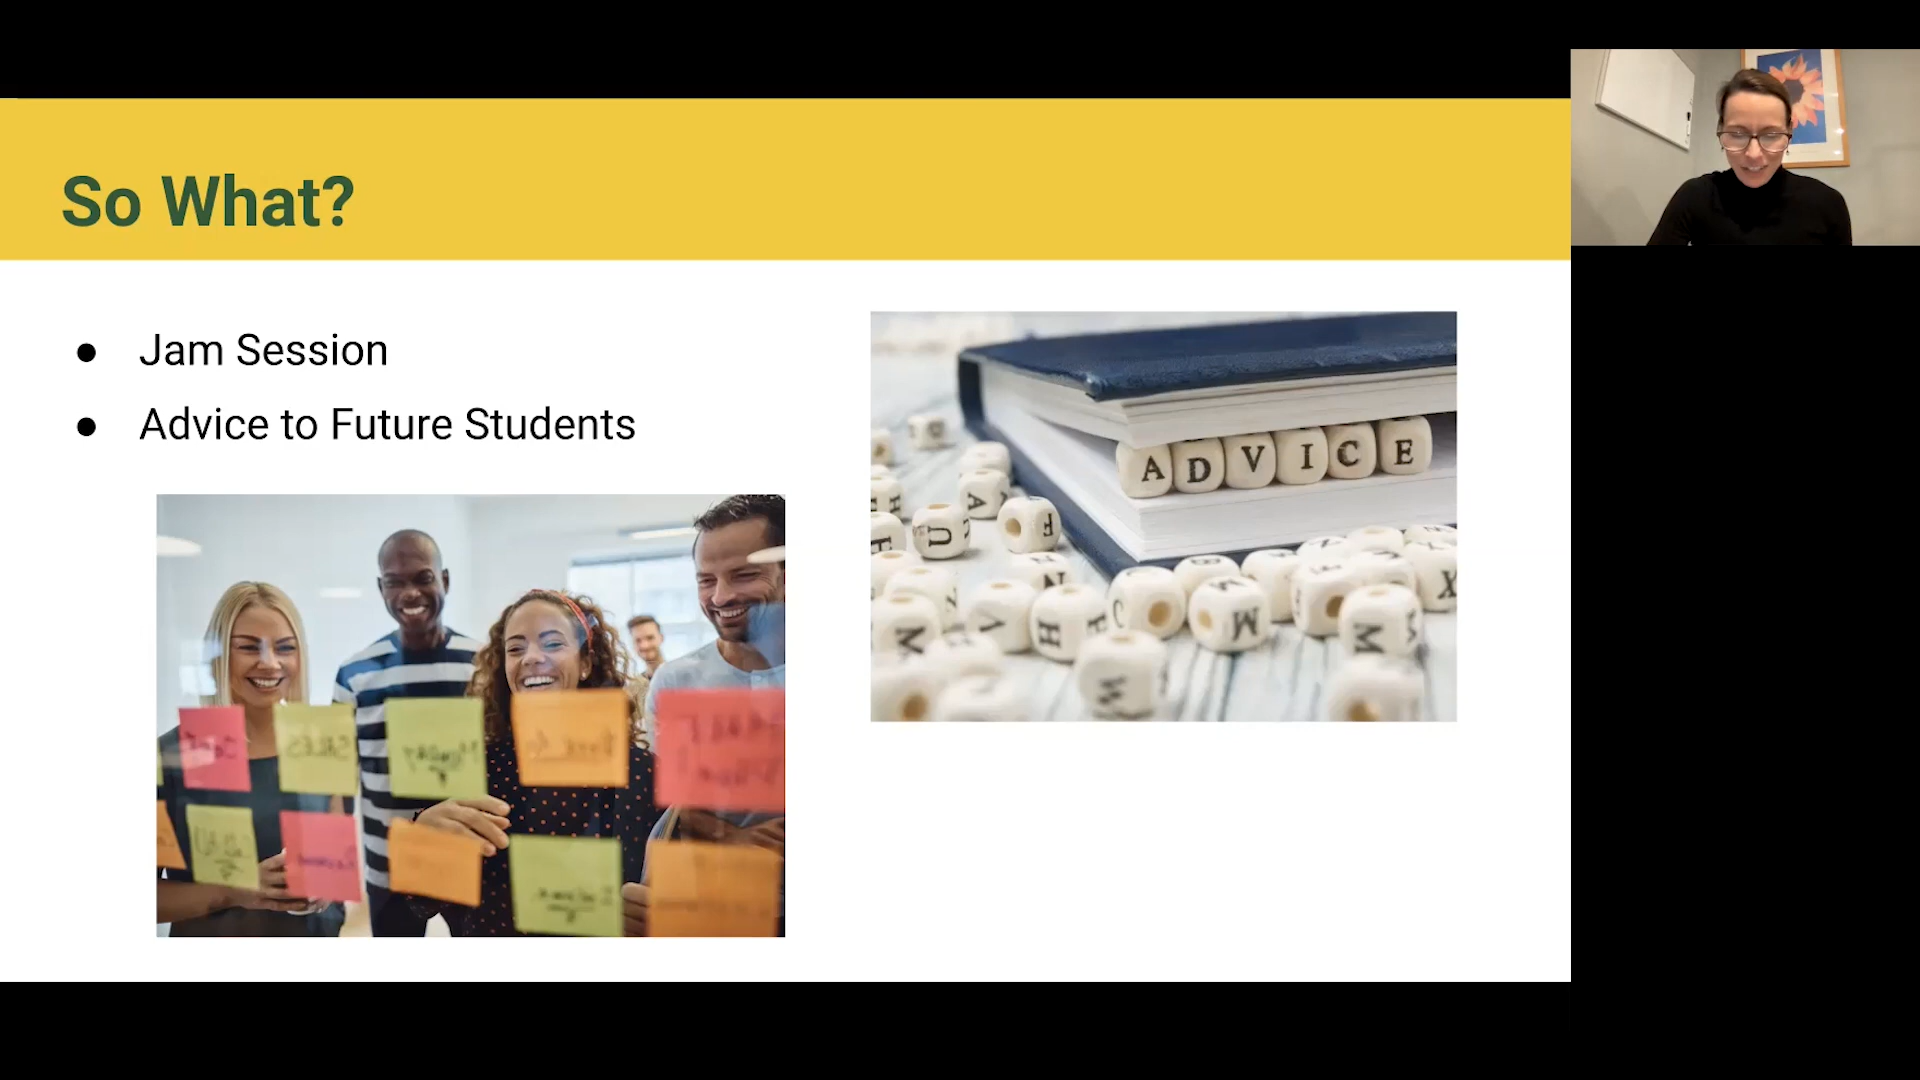 So What?
● Jam Session
● Advice to Future Students
ADVICE